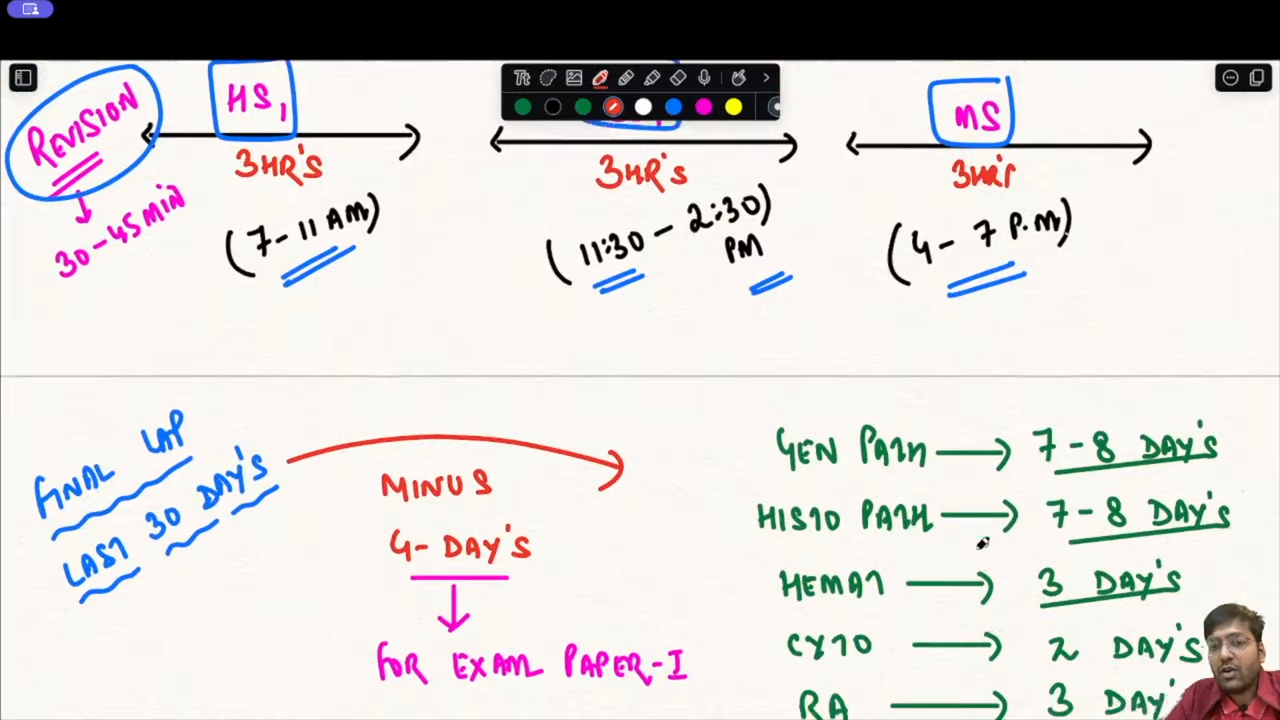 REVISION
30-45 MIN
HS,
3HR'S
(7-11 AM)
3HR'S
(11:30 - 2:30)
PM
MS
3HR'S
(4- 7 P.M)
FINAL LAP
LAST 30 DAY'S
MINUS
4- DAY'S
FOR EXAM PAPER-I
GEN PATH → 7-8 DAY'S
HISTO PATH → 7-8 DAY'S
HEMAT → 3 DAY'S
CYTO → 2 DAY'S
RA → 3 DAY'